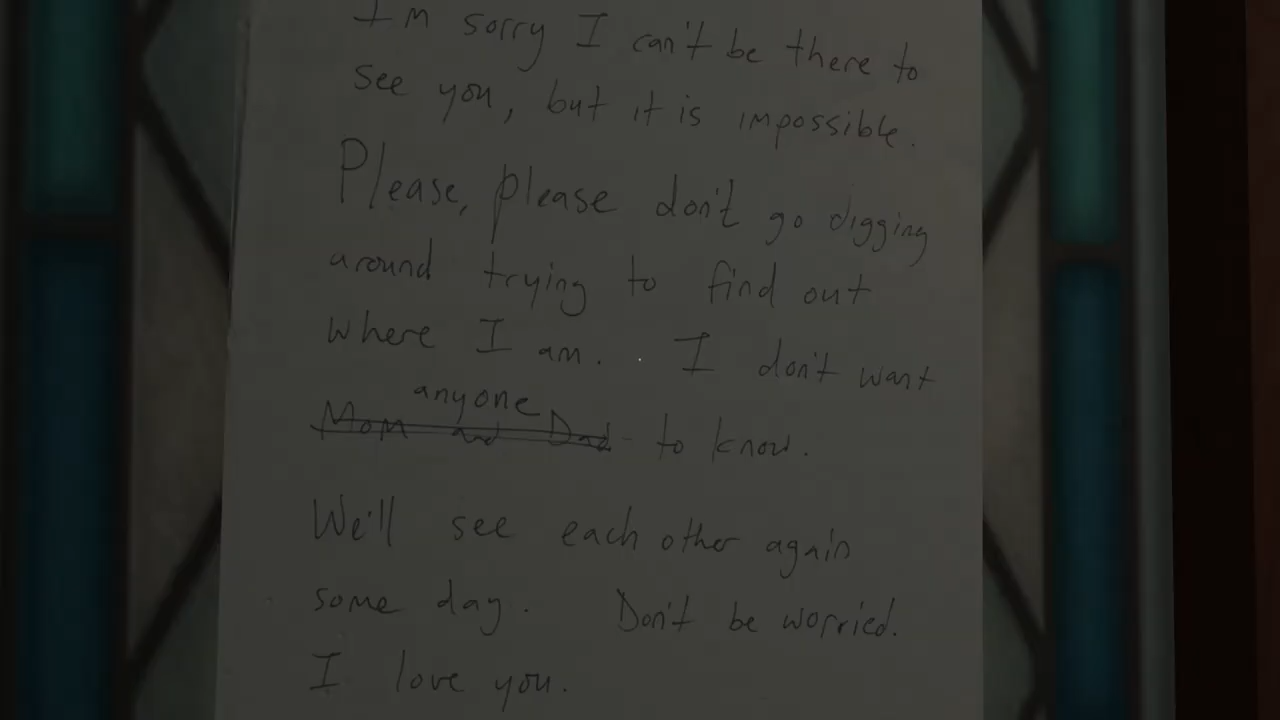 I'm sorry I can't be there to
see you, but it is impossible.
Please, please don't go digging
around trying to find out
where I am. I don't want
anyone
Mom and Dad to know.
We'll see each other again
some day. Don't be worried.
I love you.